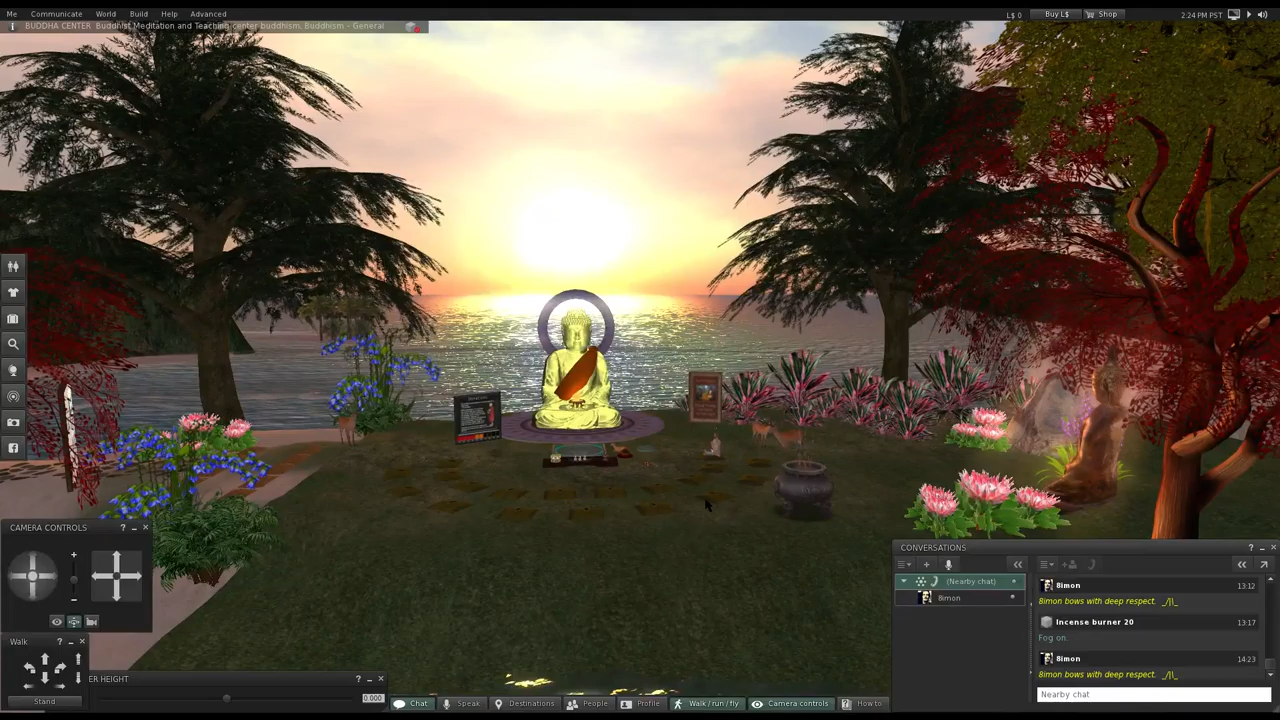 Me Communicate World Build Help Advanced
L$ 0 Buy L$ Shop 2:24 PM PST
BUDDHA CENTER Buddhist Meditation and Teaching center buddhism, Buddhism - General
CAMERA CONTROLS ? _ ×
+
Walk ? _ ×
Stand
ER HEIGHT ? _ ×
0.000
CONVERSATIONS ? _ ×
(Nearby chat)
8imon
8imon 13:12
8imon bows with deep respect. _/|\_
Incense burner 20 13:17
Fog on.
8imon 14:23
8imon bows with deep respect. _/|\_
Nearby chat
Chat Speak Destinations People Profile Walk / run / fly Camera controls How to